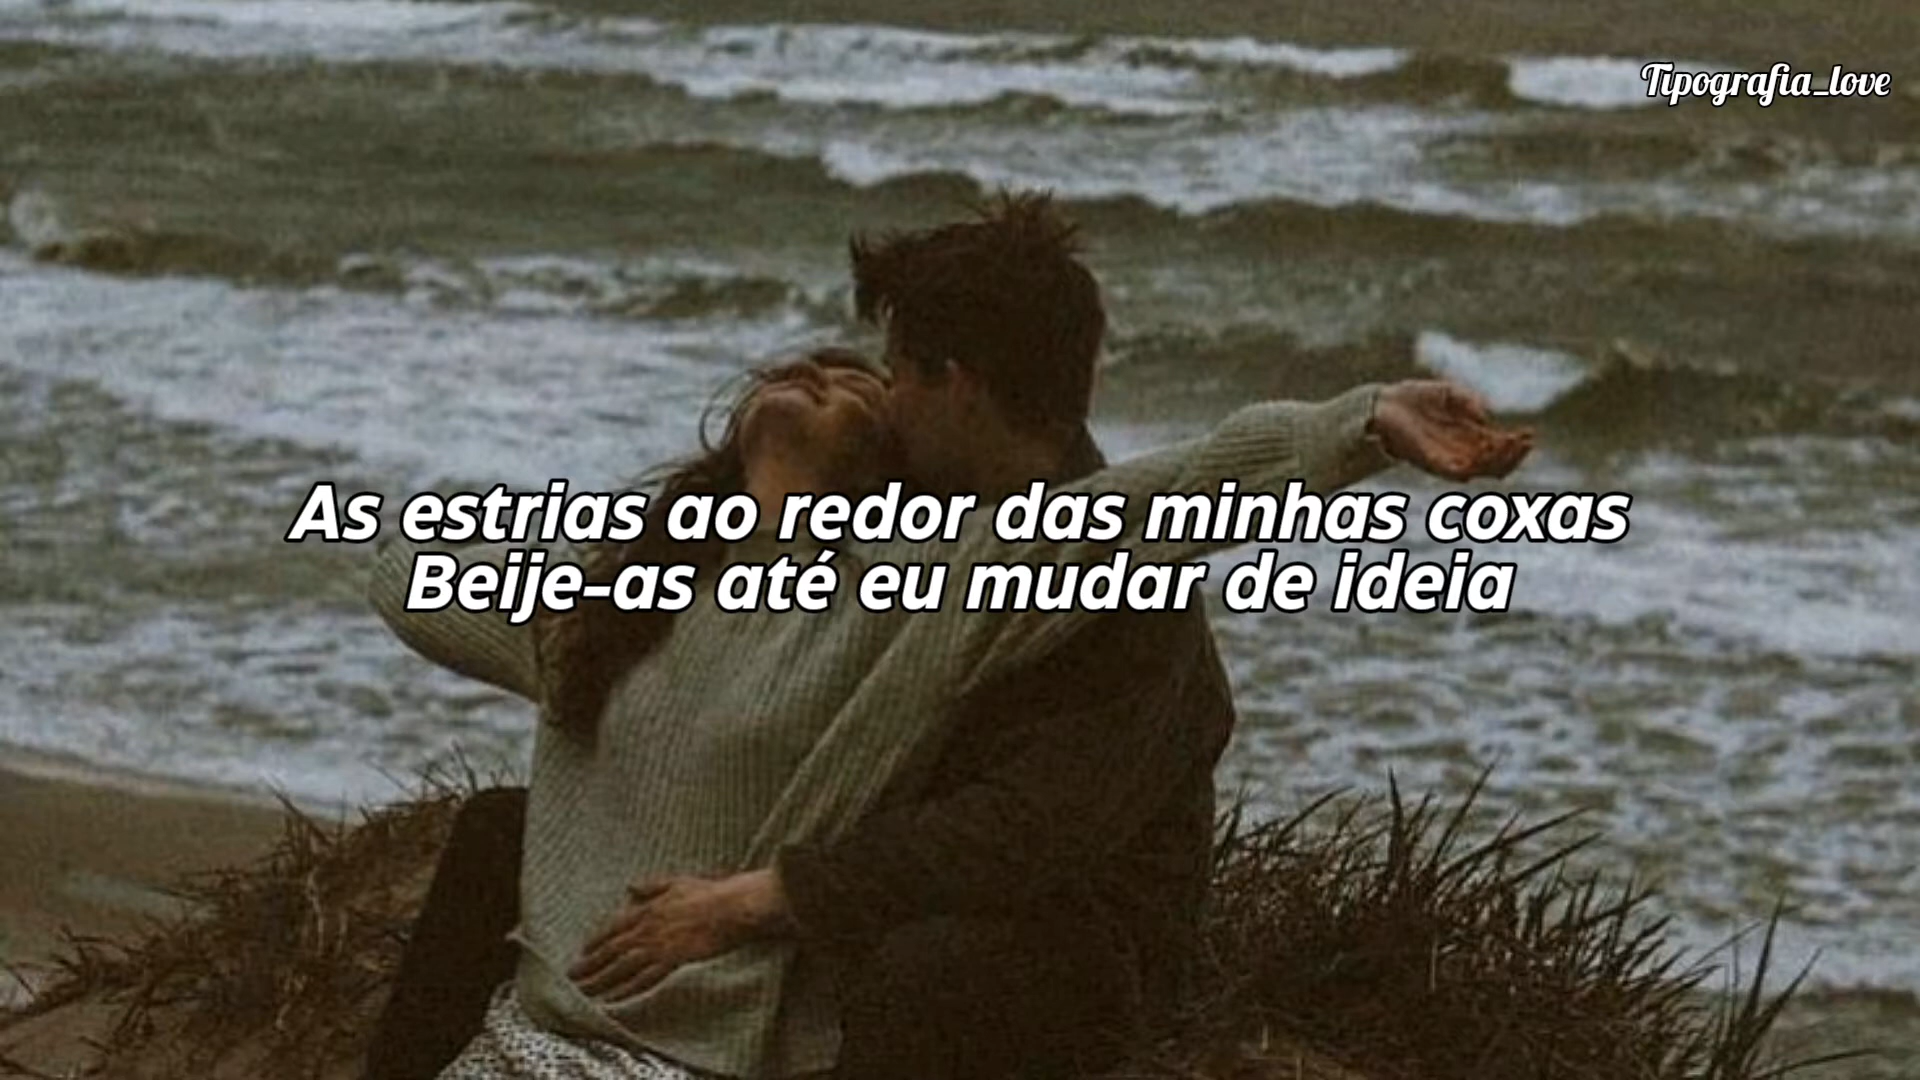 Tipografia_love
As estrias ao redor das minhas coxas
Beije-as até eu mudar de ideia